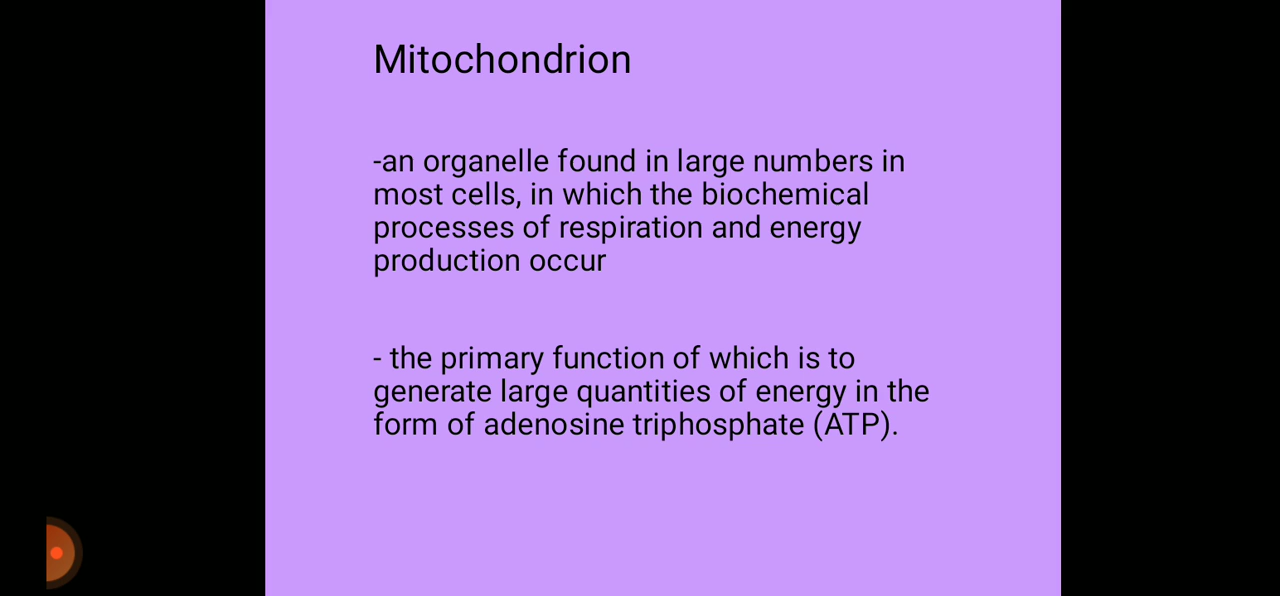 Mitochondrion
-an organelle found in large numbers in
most cells, in which the biochemical
processes of respiration and energy
production occur
- the primary function of which is to
generate large quantities of energy in the
form of adenosine triphosphate (ATP).